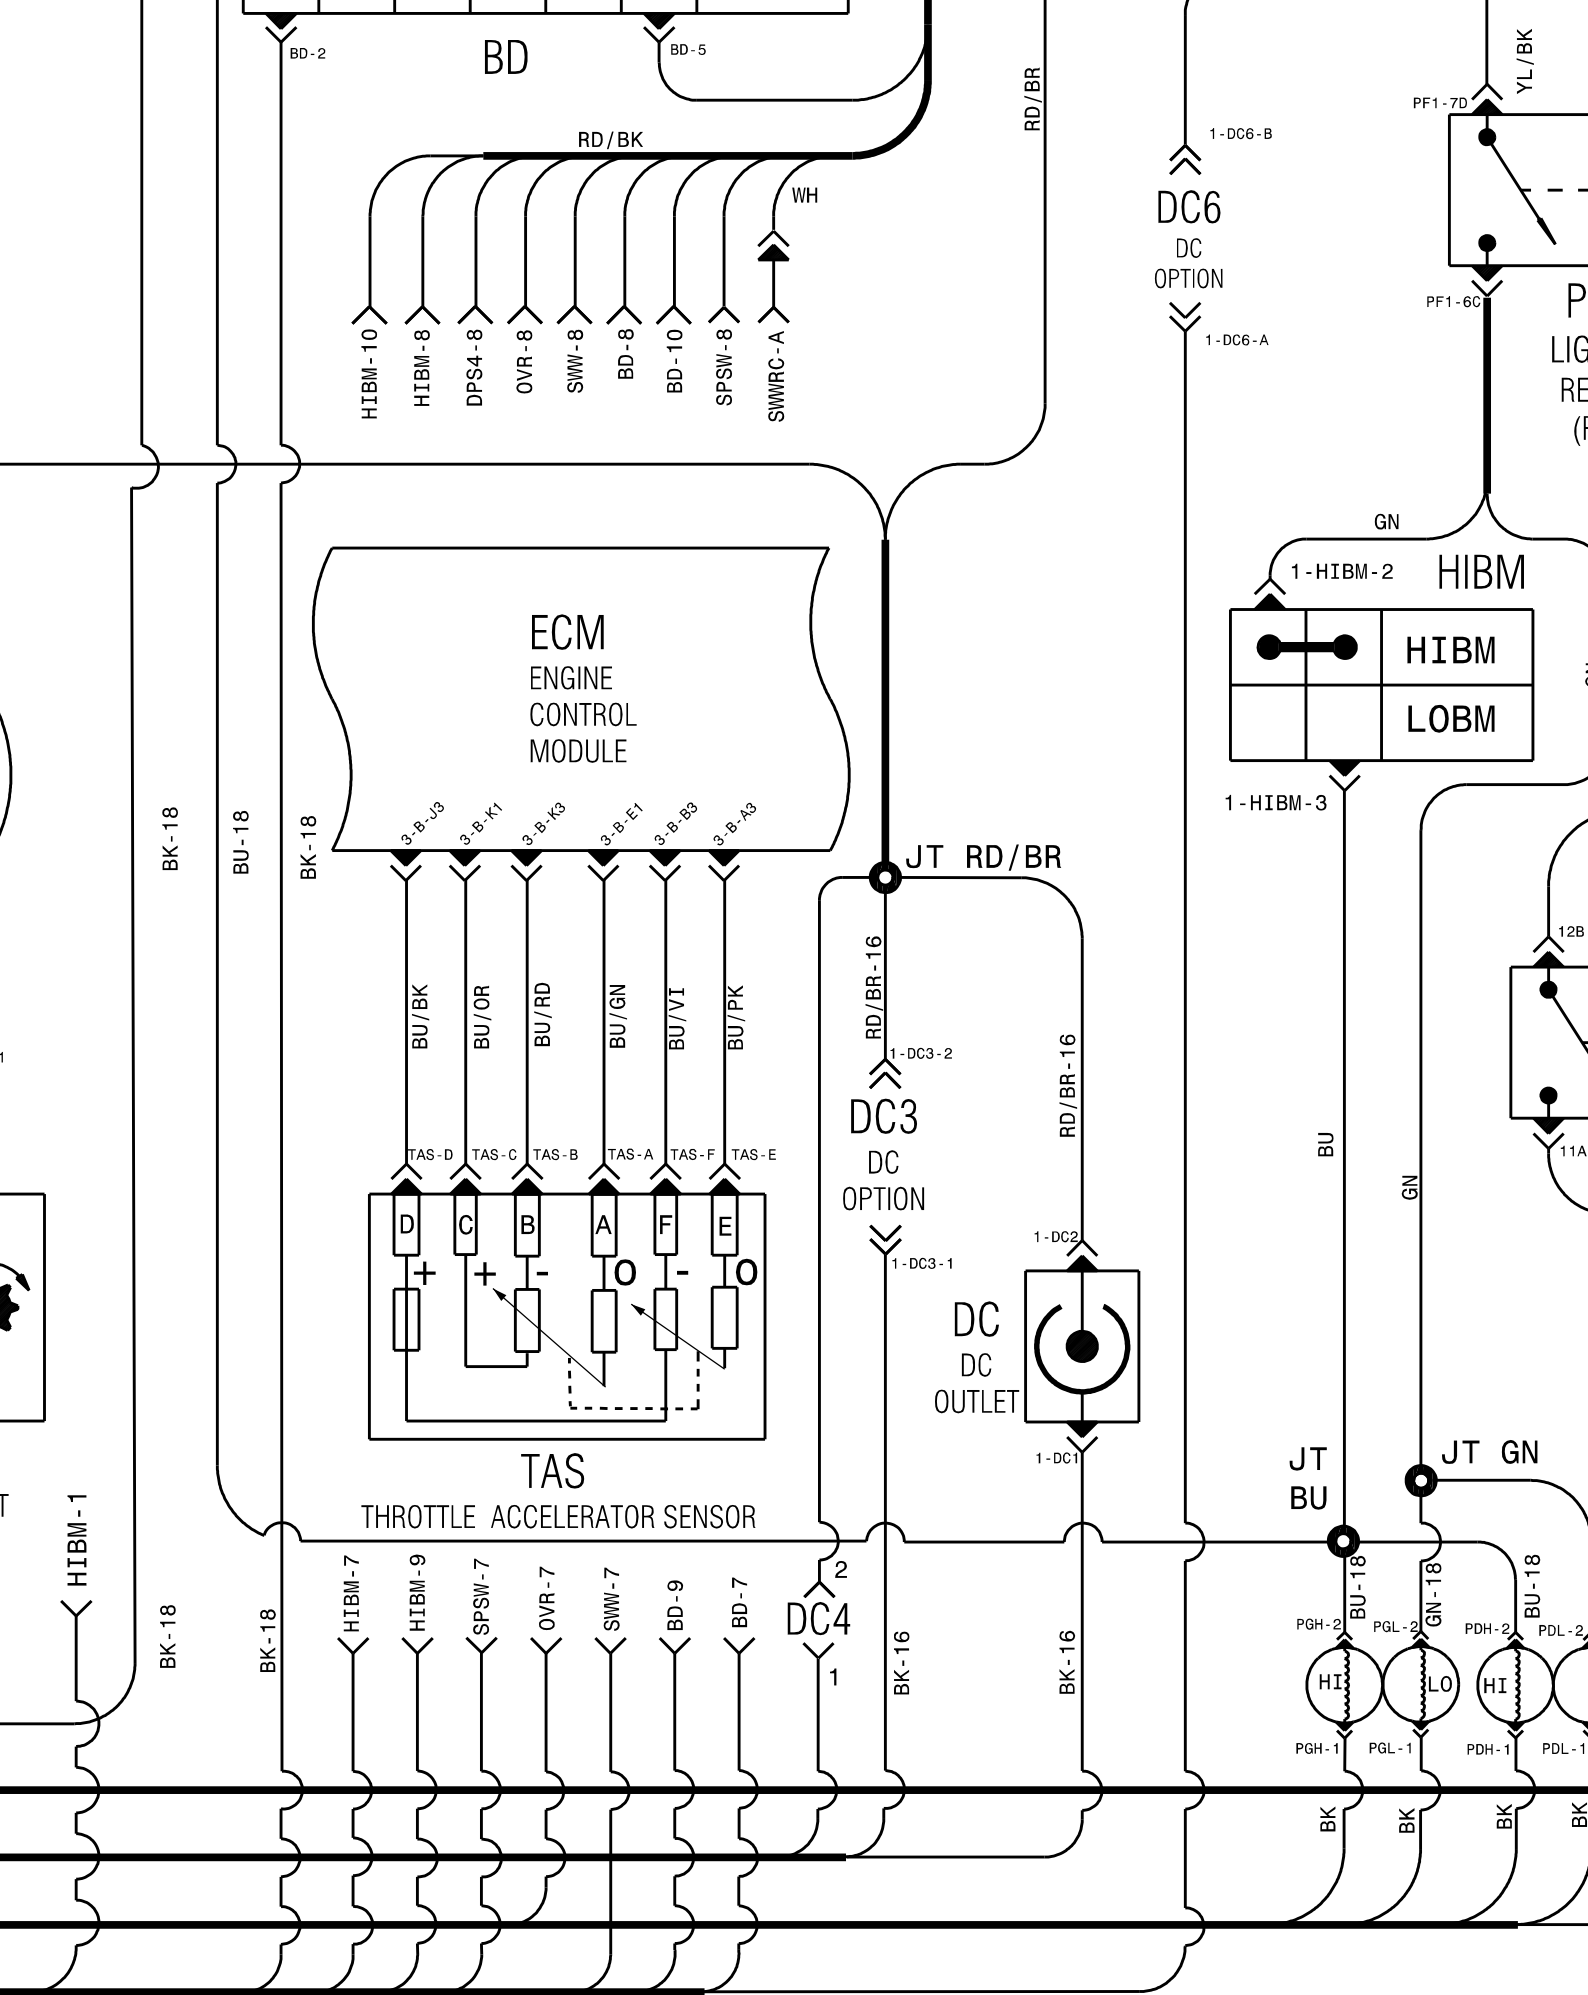 BD-2
BD
BD-5
RD/BK
WH
RD/BR
1-DC6-B
DC6
DC
OPTION
1-DC6-A
YL/BK
PF1-7D
PF1-6C
P
LIG
RE
HIBM-10
HIBM-8
DPS4-8
OVR-8
SWW-8
BD-8
BD-10
SPSW-8
SWWRC-A
GN
1-HIBM-2
HIBM
HIBM
LOBM
1-HIBM-3
ECM
ENGINE
CONTROL
MODULE
3-B-J3
3-B-K1
3-B-K3
3-B-E1
3-B-B3
3-B-A3
BK-18
BU-18
BK-18
JT RD/BR
BU/BK
BU/OR
BU/RD
BU/GN
BU/VI
BU/PK
RD/BR-16
1-DC3-2
DC3
DC
OPTION
1-DC3-1
RD/BR-16
12B
11A
BU
GN
TAS-D
TAS-C
TAS-B
TAS-A
TAS-F
TAS-E
D
C
B
A
F
E
+
+
-
O
-
O
TAS
THROTTLE ACCELERATOR SENSOR
1-DC2
DC
DC
OUTLET
1-DC1
JT
BU
JT GN
T
HIBM-1
BK-18
BK-18
HIBM-7
HIBM-9
SPSW-7
OVR-7
SWW-7
BD-9
BD-7
2
DC4
1
BK-16
BK-16
BU-18
GN-18
BU-18
PGH-2
PGL-2
PDH-2
PDL-2
HI
LO
HI
PGH-1
PGL-1
PDH-1
PDL-1
BK
BK
BK
BK